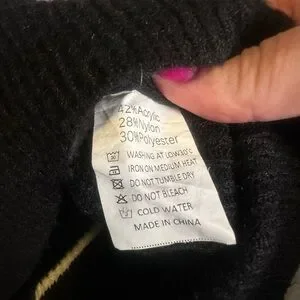 42%Acrylic
28%Nylon
30%Polyester
WASHING AT LOW30°c
IRON ON MEDIUM HEAT
DO NOT TUMBLE DRY
DO NOT BLEACH
COLD WATER
MADE IN CHINA